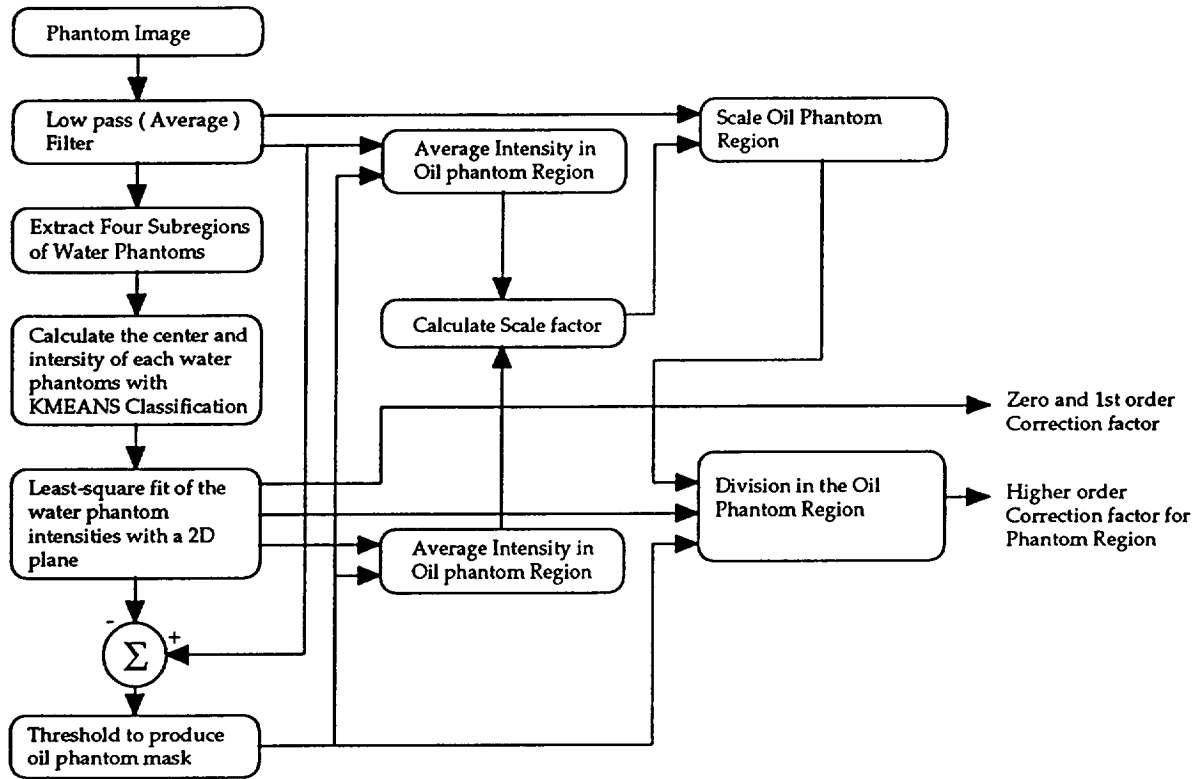 Phantom Image
Low pass ( Average )
Filter
Extract Four Subregions
of Water Phantoms
Calculate the center and
intersity of each water
phantoms with
KMEANS Classification
Least-square fit of the
water phantom
intensities with a 2D
plane
-
+
Σ
Threshold to produce
oil phantom mask
Average Intensity in
Oil phantom Region
Calculate Scale factor
Average Intensity in
Oil phantom Region
Scale Oil Phantom
Region
Division in the Oil
Phantom Region
Zero and 1st order
Correction factor
Higher order
Correction factor for
Phantom Region